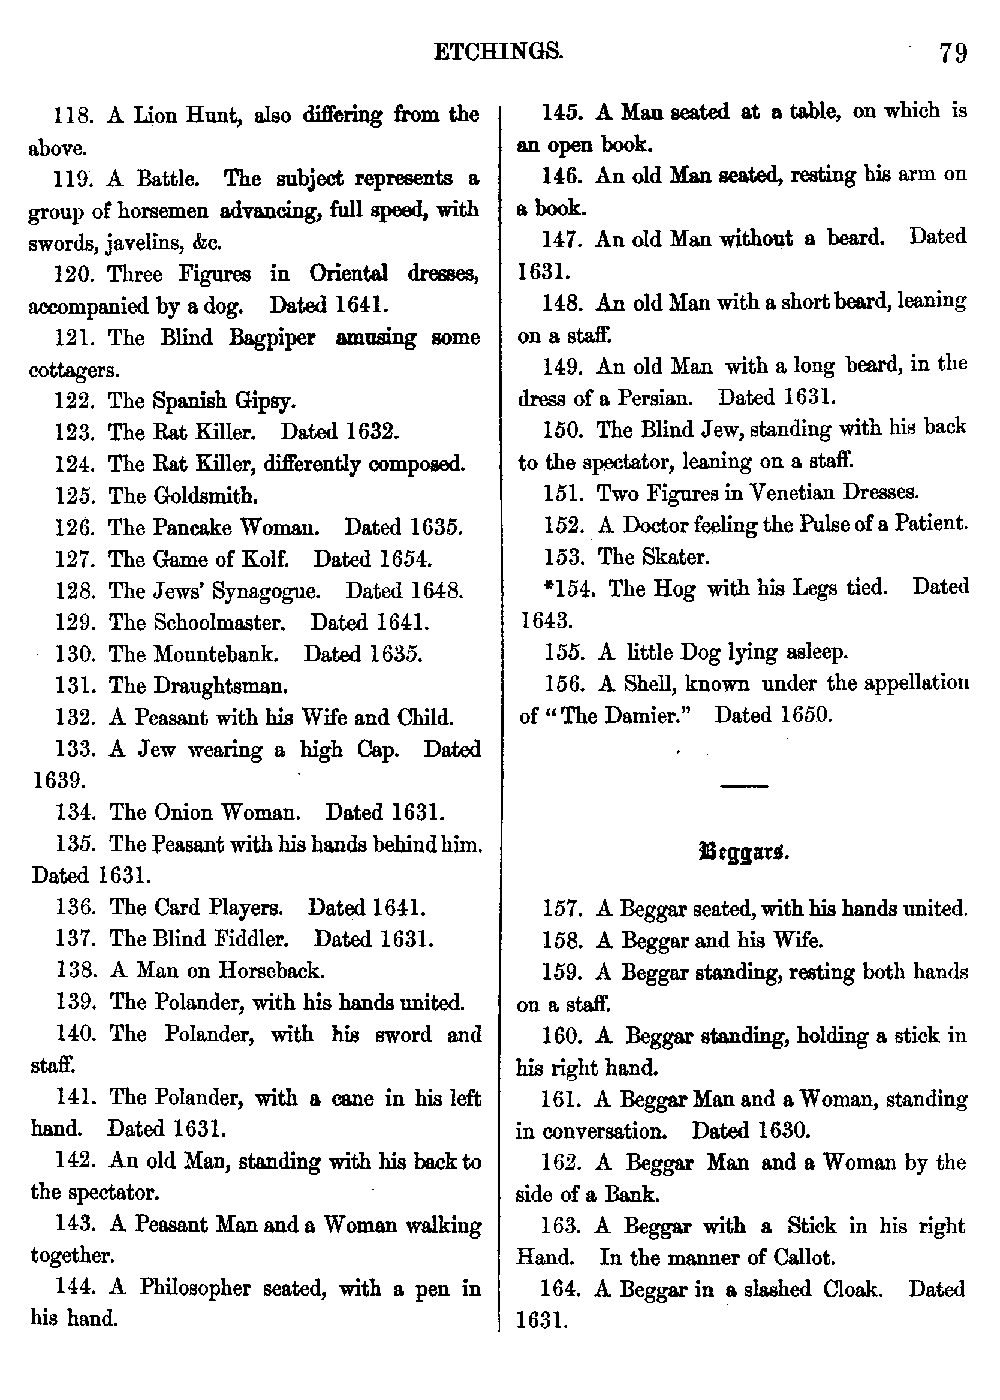 ETCHINGS. 79
118. A Lion Hunt, also differing from the
above.
119. A Battle. The subject represents a
group of horsemen advancing, full speed, with
swords, javelins, &c.
120. Three Figures in Oriental dresses,
accompanied by a dog. Dated 1641.
121. The Blind Bagpiper amusing some
cottagers.
122. The Spanish Gipsy.
123. The Rat Killer. Dated 1632.
124. The Rat Killer, differently composed.
125. The Goldsmith.
126. The Pancake Woman. Dated 1635.
127. The Game of Kolf. Dated 1654.
128. The Jews' Synagogue. Dated 1648.
129. The Schoolmaster. Dated 1641.
130. The Mountebank. Dated 1635.
131. The Draughtsman.
132. A Peasant with his Wife and Child.
133. A Jew wearing a high Cap. Dated
1639.
134. The Onion Woman. Dated 1631.
135. The Peasant with his hands behind him.
Dated 1631.
136. The Card Players. Dated 1641.
137. The Blind Fiddler. Dated 1631.
138. A Man on Horseback.
139. The Polander, with his hands united.
140. The Polander, with his sword and
staff.
141. The Polander, with a cane in his left
hand. Dated 1631.
142. An old Man, standing with his back to
the spectator.
143. A Peasant Man and a Woman walking
together.
144. A Philosopher seated, with a pen in
his hand.
145. A Man seated at a table, on which is
an open book.
146. An old Man seated, resting his arm on
a book.
147. An old Man without a beard. Dated
1631.
148. An old Man with a short beard, leaning
on a staff.
149. An old Man with a long beard, in the
dress of a Persian. Dated 1631.
150. The Blind Jew, standing with his back
to the spectator, leaning on a staff.
151. Two Figures in Venetian Dresses.
152. A Doctor feeling the Pulse of a Patient.
153. The Skater.
*154. The Hog with his Legs tied. Dated
1643.
155. A little Dog lying asleep.
156. A Shell, known under the appellation
of "The Damier." Dated 1650.
Beggars.
157. A Beggar seated, with his hands united.
158. A Beggar and his Wife.
159. A Beggar standing, resting both hands
on a staff.
160. A Beggar standing, holding a stick in
his right hand.
161. A Beggar Man and a Woman, standing
in conversation. Dated 1630.
162. A Beggar Man and a Woman by the
side of a Bank.
163. A Beggar with a Stick in his right
Hand. In the manner of Callot.
164. A Beggar in a slashed Cloak. Dated
1631.